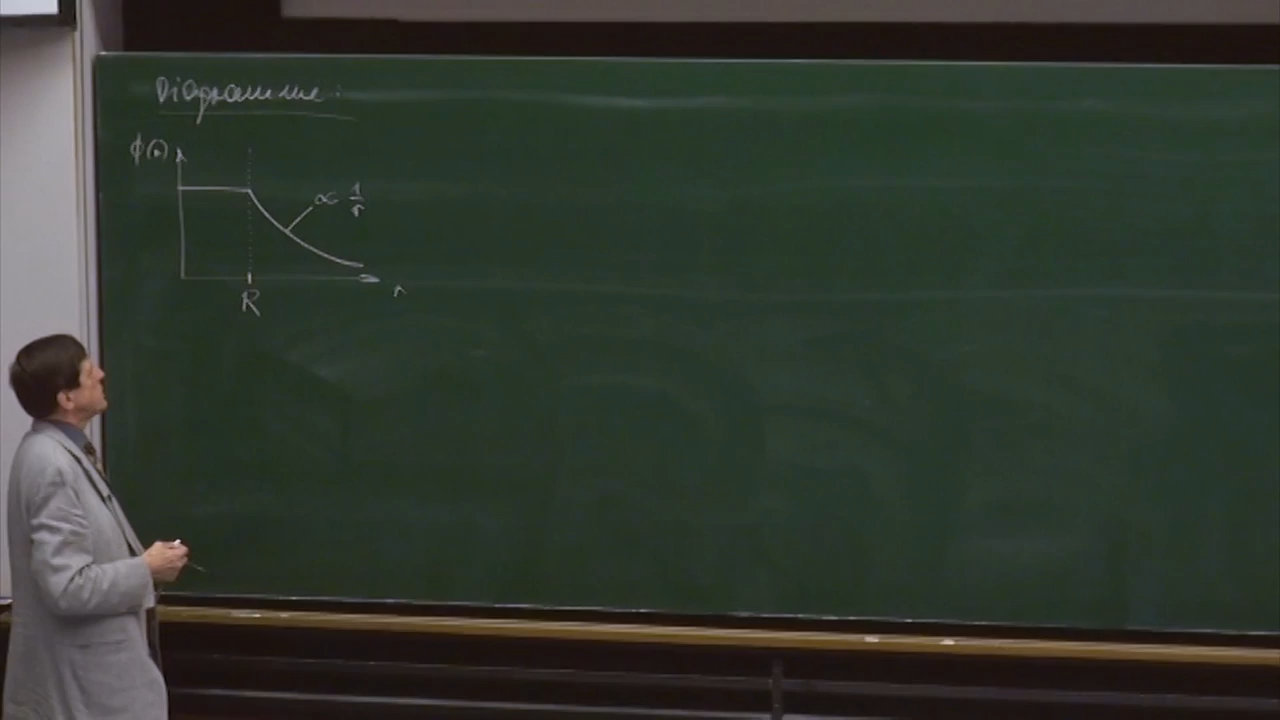 Diagramme:
ϕ(r)
∝ 1/r
R
r